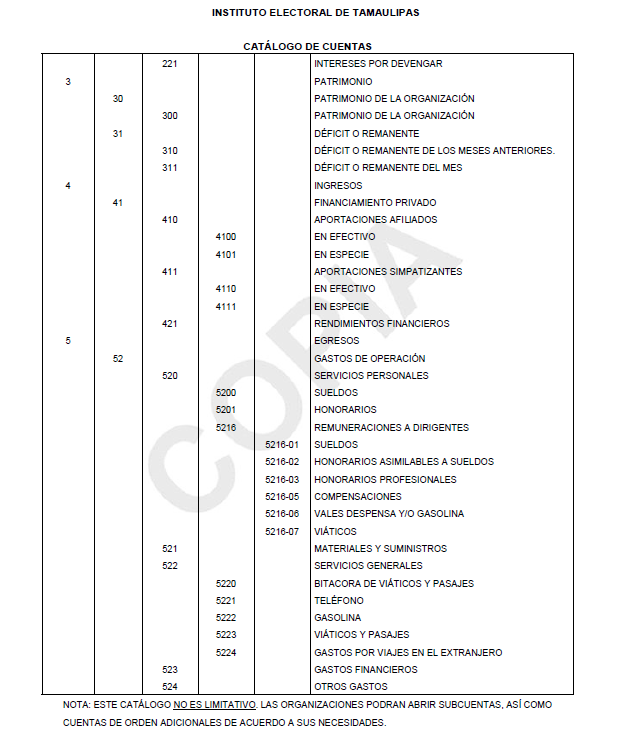 INSTITUTO ELECTORAL DE TAMAULIPAS
CATÁLOGO DE CUENTAS
221 INTERESES POR DEVENGAR
3 PATRIMONIO
30 PATRIMONIO DE LA ORGANIZACIÓN
300 PATRIMONIO DE LA ORGANIZACIÓN
31 DÉFICIT O REMANENTE
310 DÉFICIT O REMANENTE DE LOS MESES ANTERIORES.
311 DÉFICIT O REMANENTE DEL MES
4 INGRESOS
41 FINANCIAMIENTO PRIVADO
410 APORTACIONES AFILIADOS
4100 EN EFECTIVO
4101 EN ESPECIE
411 APORTACIONES SIMPATIZANTES
4110 EN EFECTIVO
4111 EN ESPECIE
421 RENDIMIENTOS FINANCIEROS
5 EGRESOS
52 GASTOS DE OPERACIÓN
520 SERVICIOS PERSONALES
5200 SUELDOS
5201 HONORARIOS
5216 REMUNERACIONES A DIRIGENTES
5216-01 SUELDOS
5216-02 HONORARIOS ASIMILABLES A SUELDOS
5216-03 HONORARIOS PROFESIONALES
5216-05 COMPENSACIONES
5216-06 VALES DESPENSA Y/O GASOLINA
5216-07 VIÁTICOS
521 MATERIALES Y SUMINISTROS
522 SERVICIOS GENERALES
5220 BITACORA DE VIÁTICOS Y PASAJES
5221 TELÉFONO
5222 GASOLINA
5223 VIÁTICOS Y PASAJES
5224 GASTOS POR VIAJES EN EL EXTRANJERO
523 GASTOS FINANCIEROS
524 OTROS GASTOS
NOTA: ESTE CATÁLOGO NO ES LIMITATIVO. LAS ORGANIZACIONES PODRAN ABRIR SUBCUENTAS, ASÍ COMO
CUENTAS DE ORDEN ADICIONALES DE ACUERDO A SUS NECESIDADES.
COPIA